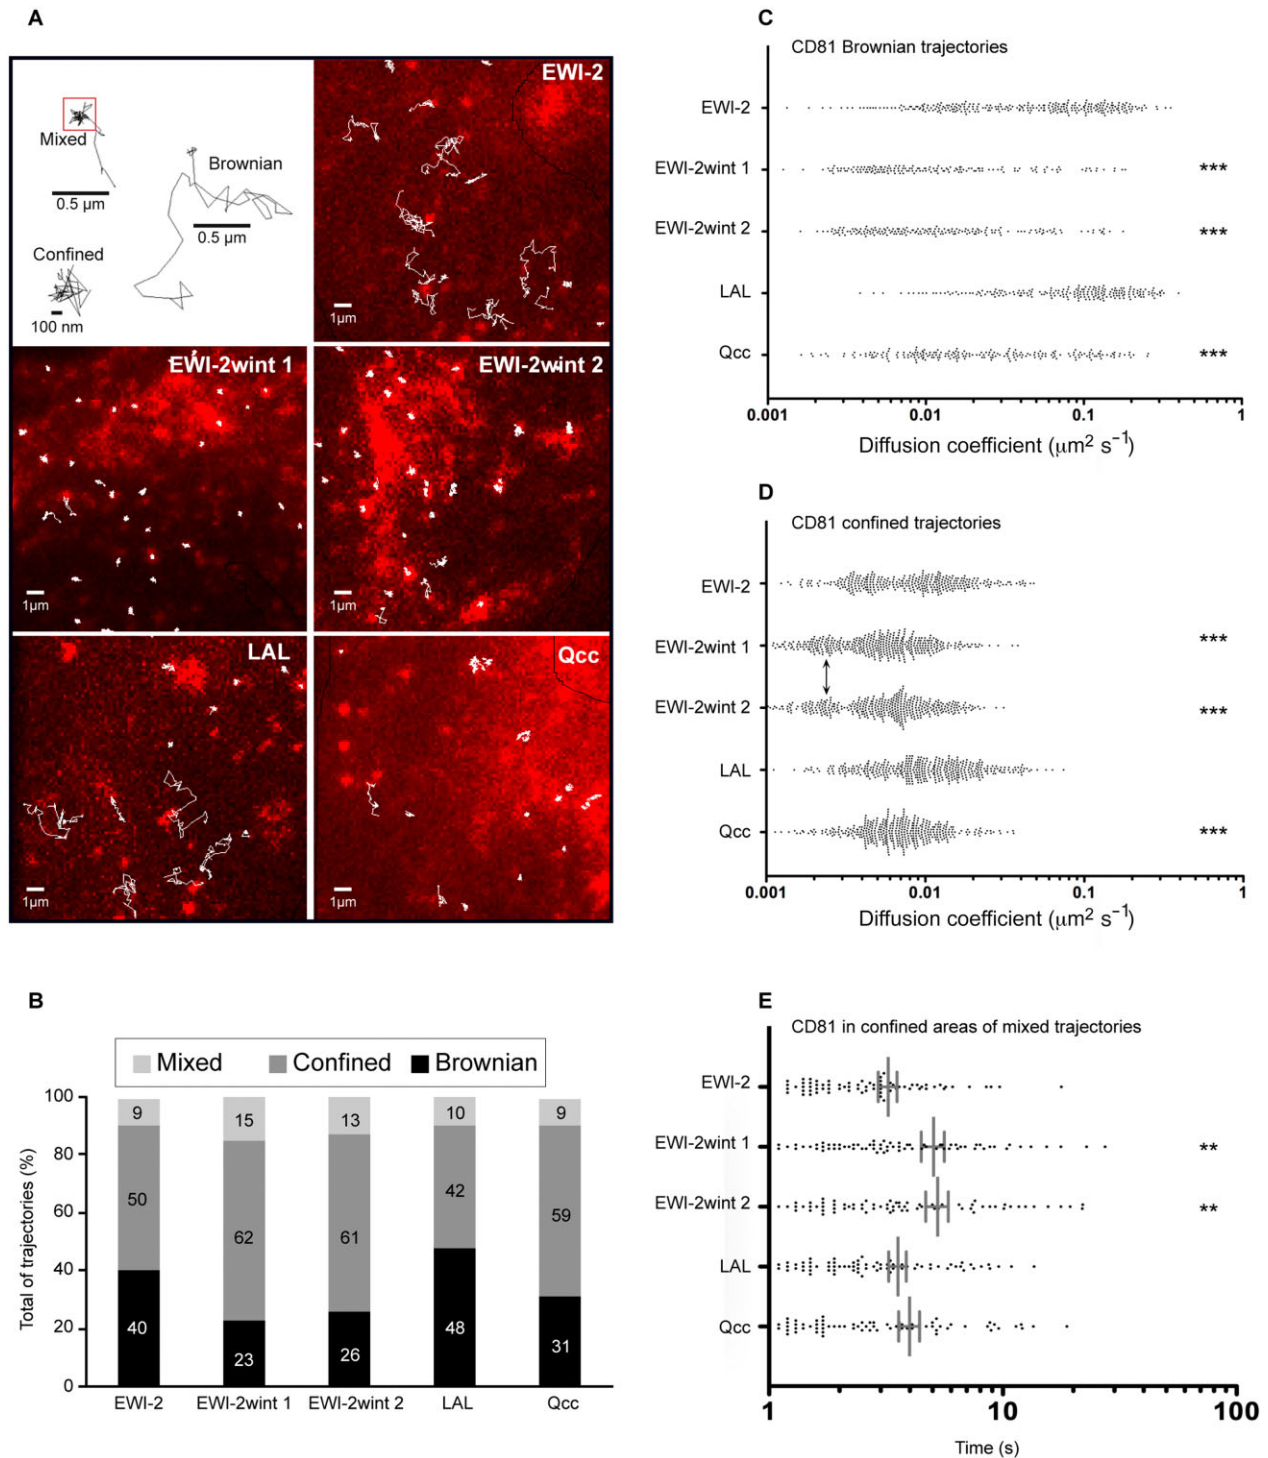 A
Mixed
0.5 µm
Brownian
0.5 µm
Confined
100 nm
EWI-2
1µm
EWI-2wint 1
1µm
EWI-2wint 2
1µm
LAL
1µm
Qcc
1µm
B
Mixed Confined Brownian
Total of trajectories (%)
100
80
60
40
20
0
9 15 13 10 9
50 62 61 42 59
40 23 26 48 31
EWI-2 EWI-2wint 1 EWI-2wint 2 LAL Qcc
C
CD81 Brownian trajectories
EWI-2
EWI-2wint 1 ***
EWI-2wint 2 ***
LAL
Qcc ***
0.001 0.01 0.1 1
Diffusion coefficient (µm² s⁻¹)
D
CD81 confined trajectories
EWI-2
EWI-2wint 1 ***
EWI-2wint 2 ***
LAL
Qcc ***
0.001 0.01 0.1 1
Diffusion coefficient (µm² s⁻¹)
E
CD81 in confined areas of mixed trajectories
EWI-2
EWI-2wint 1 **
EWI-2wint 2 **
LAL
Qcc
1 10 100
Time (s)